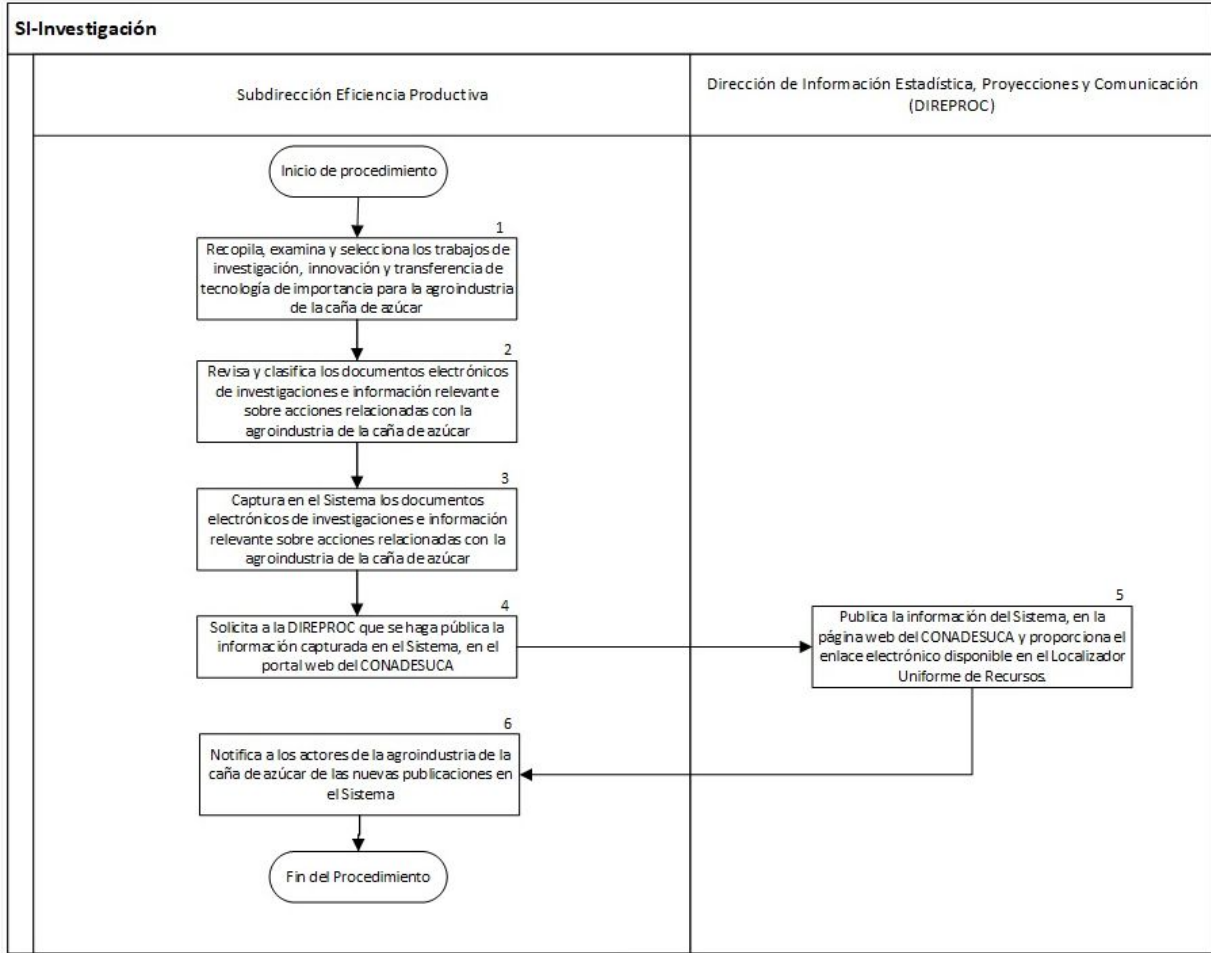 SI-Investigación
Subdirección Eficiencia Productiva
Dirección de Información Estadística, Proyecciones y Comunicación
(DIREPROC)
Inicio de procedimiento
1
Recopila, examina y selecciona los trabajos de
investigación, innovación y transferencia de
tecnología de importancia para la agroindustria
de la caña de azúcar
2
Revisa y clasifica los documentos electrónicos
de investigaciones e información relevante
sobre acciones relacionadas con la
agroindustria de la caña de azúcar
3
Captura en el Sistema los documentos
electrónicos de investigaciones e información
relevante sobre acciones relacionadas con la
agroindustria de la caña de azúcar
4
Solicita a la DIREPROC que se haga pública la
información capturada en el Sistema, en el
portal web del CONADESUCA
5
Publica la información del Sistema, en la
página web del CONADESUCA y proporciona el
enlace electrónico disponible en el Localizador
Uniforme de Recursos.
6
Notifica a los actores de la agroindustria de la
caña de azúcar de las nuevas publicaciones en
el Sistema
Fin del Procedimiento